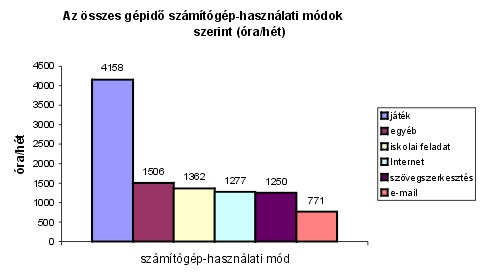 Az összes gépidő számítógép-használati módok
szerint (óra/hét)
óra/hét
4500
4000
3500
3000
2500
2000
1500
1000
500
0
4158
1506
1362
1277
1250
771
számítógép-használati mód
játék
egyéb
iskolai feladat
Internet
szövegszerkesztés
e-mail